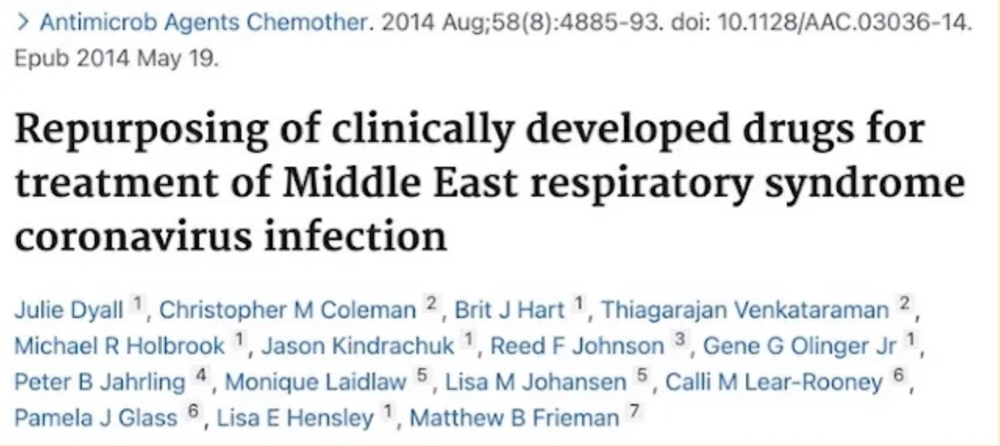 > Antimicrob Agents Chemother. 2014 Aug;58(8):4885-93. doi: 10.1128/AAC.03036-14.
Epub 2014 May 19.
Repurposing of clinically developed drugs for
treatment of Middle East respiratory syndrome
coronavirus infection
Julie Dyall 1, Christopher M Coleman 2, Brit J Hart 1, Thiagarajan Venkataraman 2,
Michael R Holbrook 1, Jason Kindrachuk 1, Reed F Johnson 3, Gene G Olinger Jr 1,
Peter B Jahrling 4, Monique Laidlaw 5, Lisa M Johansen 5, Calli M Lear-Rooney 6,
Pamela J Glass 6, Lisa E Hensley 1, Matthew B Frieman 7